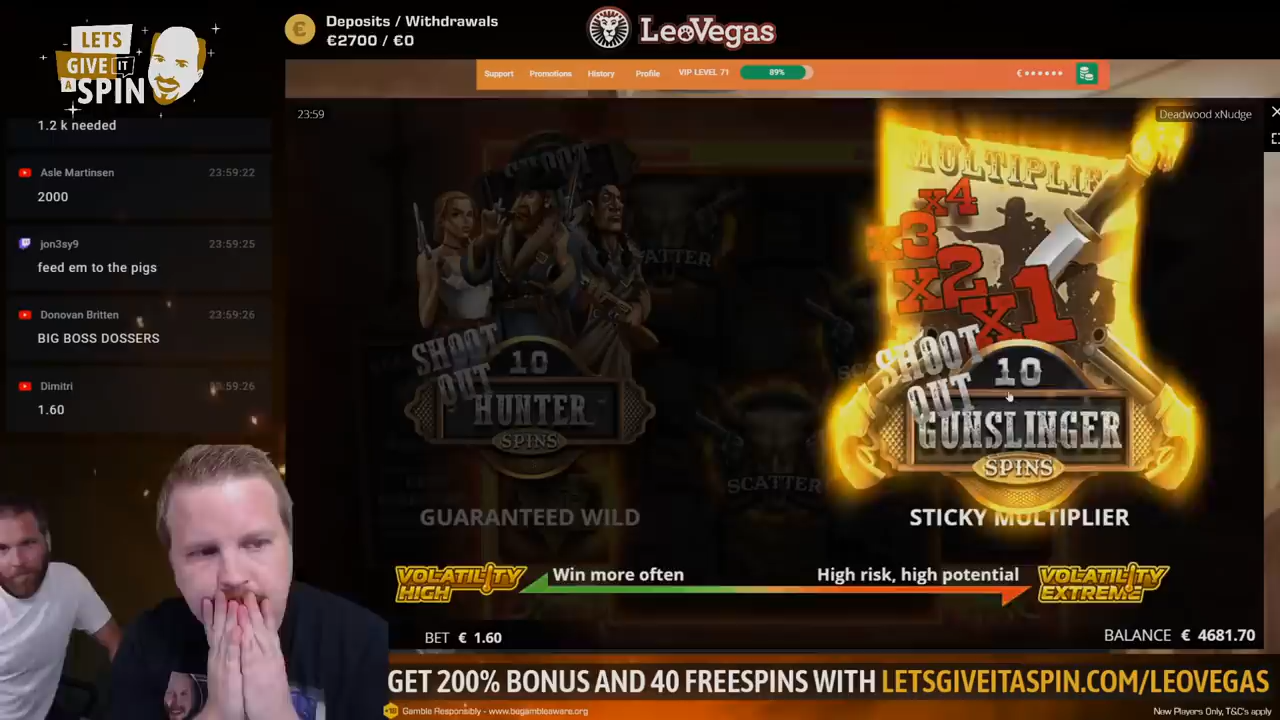 LETS
GIVE IT
A SPIN
Deposits / Withdrawals
€2700 / €0
LeoVegas
Support
Promotions
History
Profile
VIP LEVEL 71
89%
€
23:59
Deadwood xNudge
1.2 k needed
Asle Martinsen
23:59:22
2000
jon3sy9
23:59:25
feed em to the pigs
Donovan Britten
23:59:26
BIG BOSS DOSSERS
Dimitri
1.60
SCATTER
MULTIPLIE
x4
x3
x2
x1
SHOOT
OUT
10
HUNTER
SPINS
SHOOT
OUT
10
GUNSLINGER
SPINS
GUARANTEED WILD
STICKY MULTIPLIER
VOLATILITY
HIGH
Win more often
High risk, high potential
VOLATILITY
EXTREME
BET € 1.60
BALANCE € 4681.70
GET 200% BONUS AND 40 FREESPINS WITH LETSGIVEITASPIN.COM/LEOVEGAS
Gamble Responsibly - www.begambleaware.org
New Players Only, T&C's apply